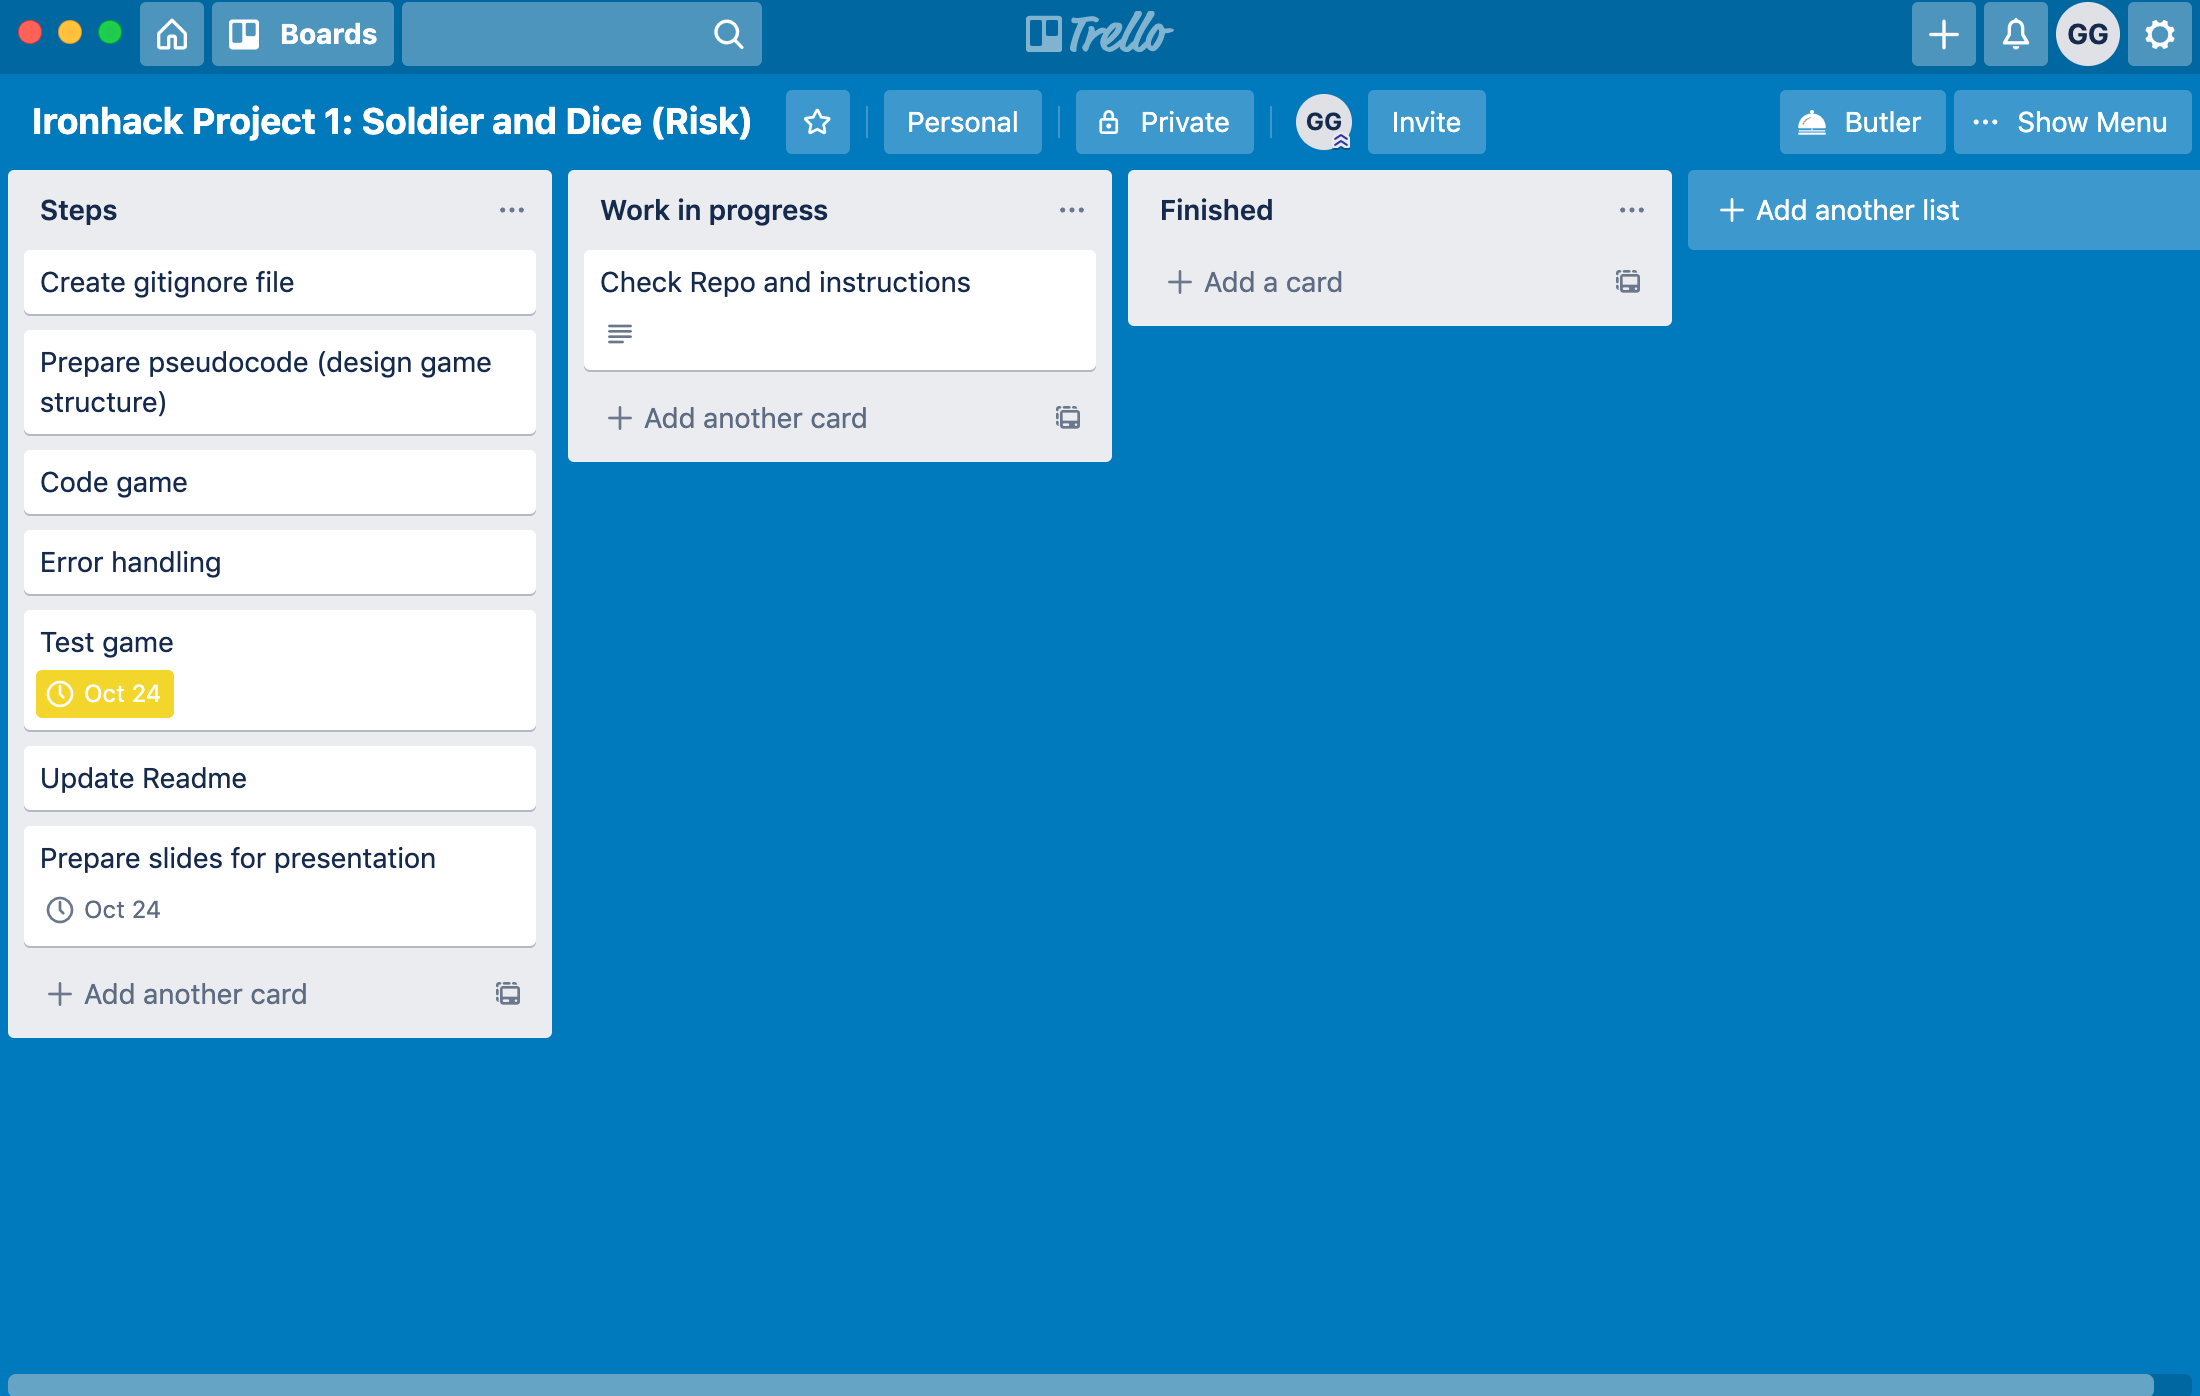 Boards
Trello
GG
Ironhack Project 1: Soldier and Dice (Risk)
Personal
Private
GG
Invite
Butler
Show Menu
Steps
Create gitignore file
Prepare pseudocode (design game
structure)
Code game
Error handling
Test game
Oct 24
Update Readme
Prepare slides for presentation
Oct 24
Add another card
Work in progress
Check Repo and instructions
Add another card
Finished
Add a card
Add another list